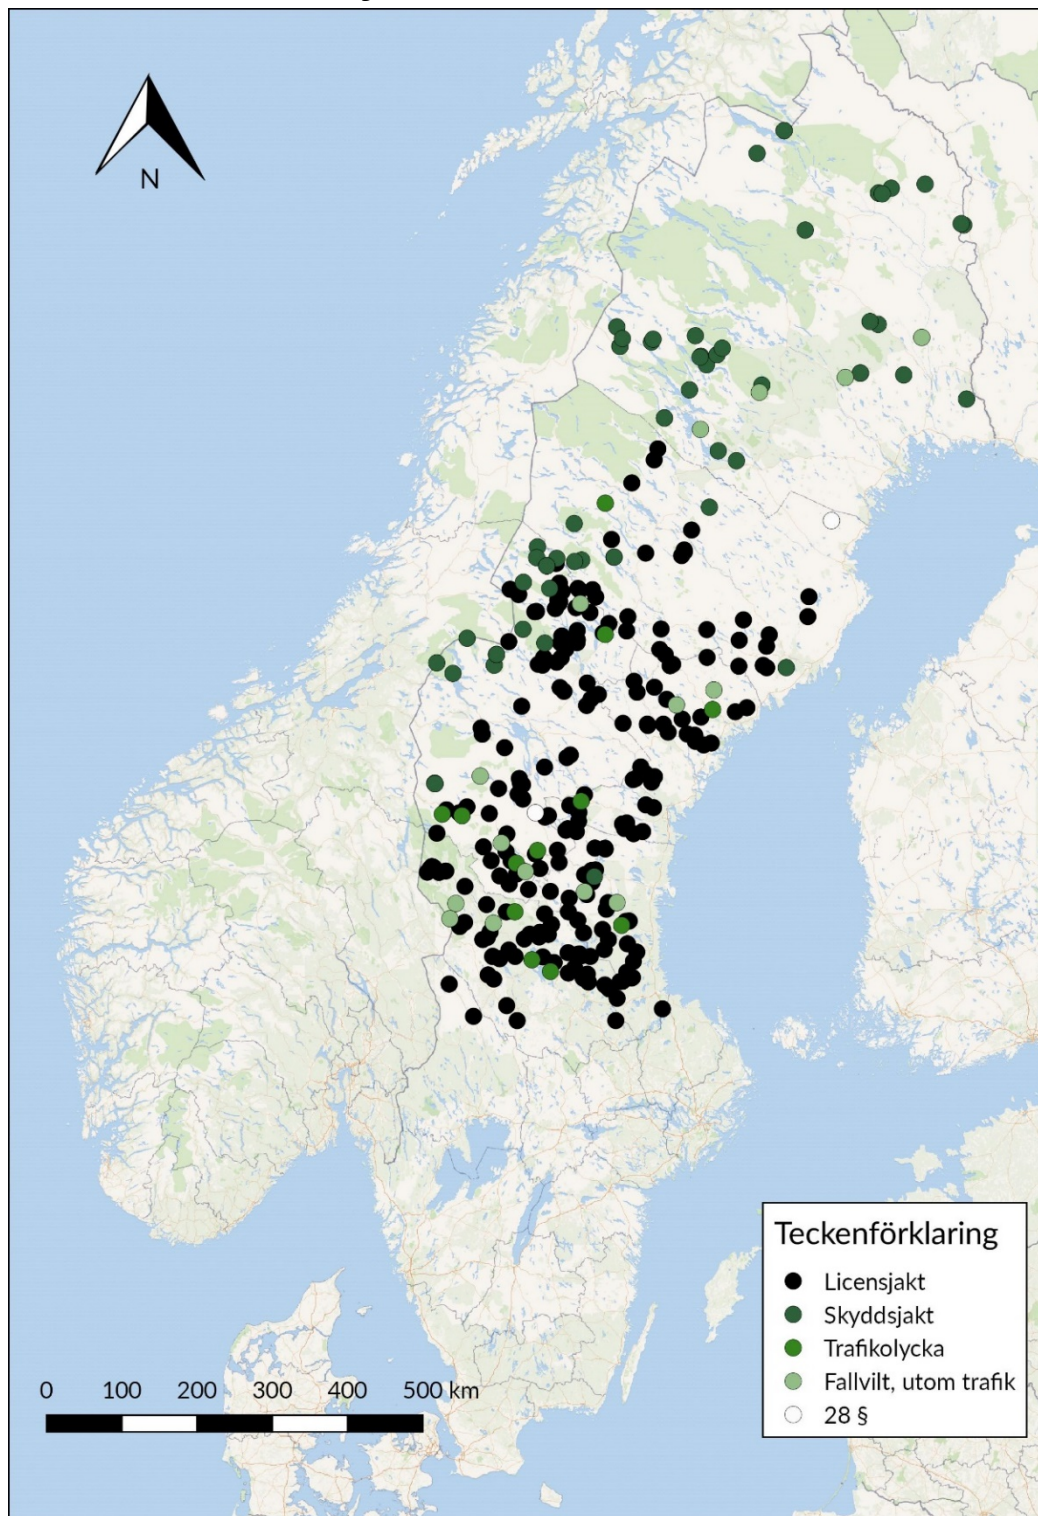 N
Teckenförklaring
Licensjakt
Skyddsjakt
Trafikolycka
Fallvilt, utom trafik
28 §
0 100 200 300 400 500 km